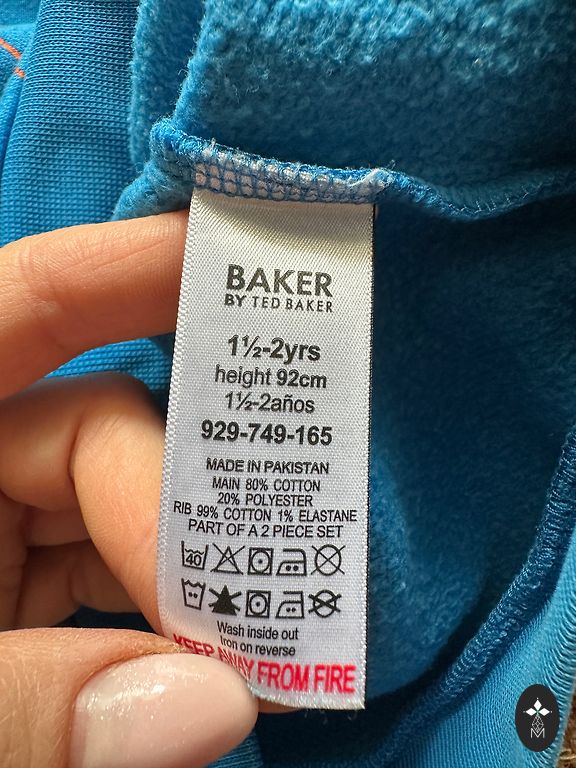 BAKER
BY TED BAKER
1½-2yrs
height 92cm
1½-2años
929-749-165
MADE IN PAKISTAN
MAIN 80% COTTON
20% POLYESTER
RIB 99% COTTON 1% ELASTANE
PART OF A 2 PIECE SET
40
Wash inside out
Iron on reverse
KEEP AWAY FROM FIRE
M